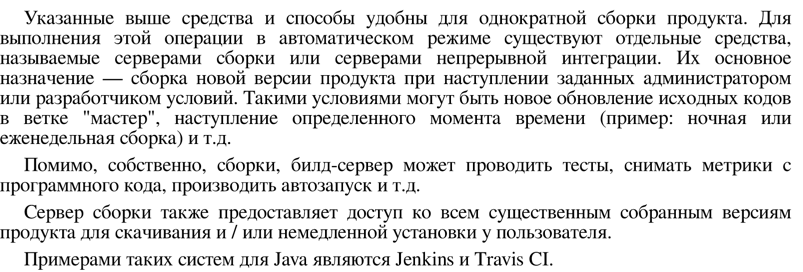 Указанные выше средства и способы удобны для однократной сборки продукта. Для
выполнения этой операции в автоматическом режиме существуют отдельные средства,
называемые серверами сборки или серверами непрерывной интеграции. Их основное
назначение — сборка новой версии продукта при наступлении заданных администратором
или разработчиком условий. Такими условиями могут быть новое обновление исходных кодов
в ветке "мастер", наступление определенного момента времени (пример: ночная или
еженедельная сборка) и т.д.
Помимо, собственно, сборки, билд-сервер может проводить тесты, снимать метрики с
программного кода, производить автозапуск и т.д.
Сервер сборки также предоставляет доступ ко всем существенным собранным версиям
продукта для скачивания и / или немедленной установки у пользователя.
Примерами таких систем для Java являются Jenkins и Travis CI.